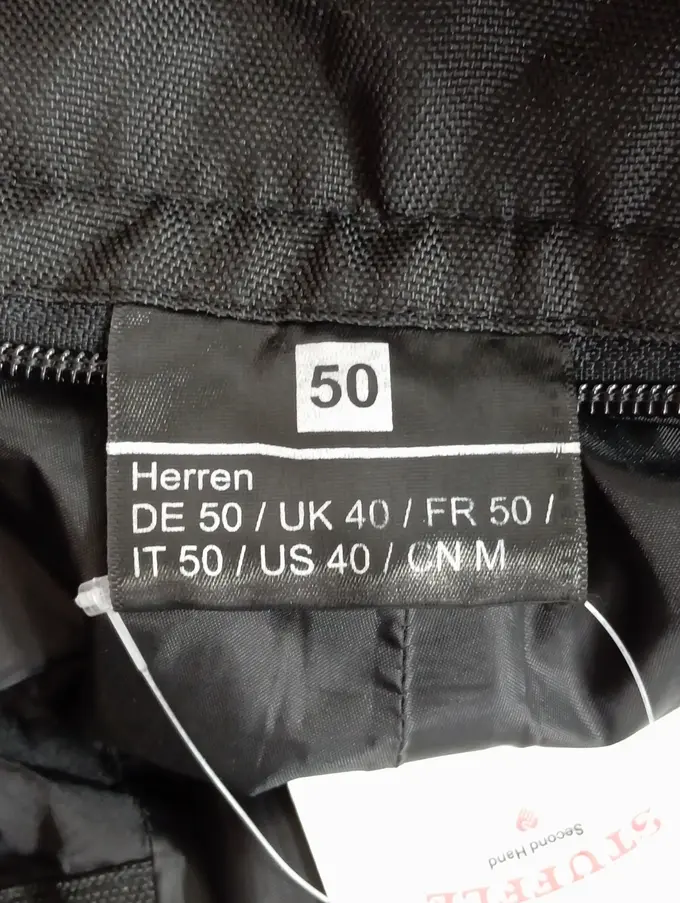 50
Herren
DE 50 / UK 40 / FR 50 /
IT 50 / US 40 / CN M
Second Hand